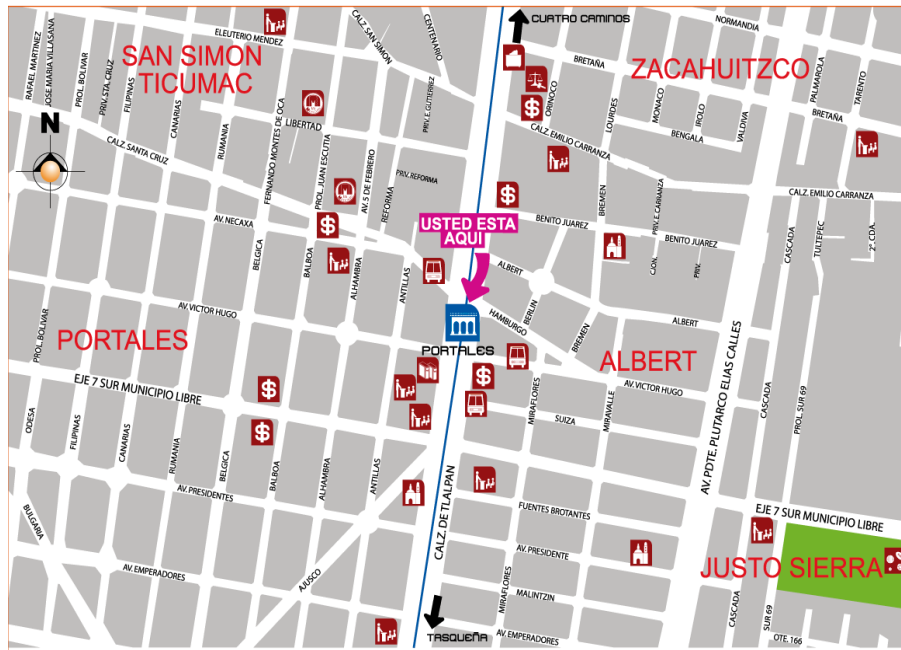 CUATRO CAMINOS
NORMANDIA
ELEUTERIO MENDEZ
CALZ. SAN SIMON
CENTENARIO
SAN SIMON
TICUMAC
BRETAÑA
ZACAHUITZCO
PALMAROLA
TARENTO
RAFAEL MARTINEZ
JOSE MARIA VILLASANA
PROL. BOLIVAR
PRIV. STA. CRUZ
FILIPINAS
CANARIAS
RUMANIA
FERNANDO MONTES DE OCA
LIBERTAD
PROL. JUAN ESCUTIA
AV. 5 DE FEBRERO
REFORMA
PRIV. E. GUTIERREZ
PRIV. REFORMA
ORINOCO
LOURDES
MONACO
IROLO
VALDIVIA
BENGALA
BRETAÑA
N
CALZ. SANTA CRUZ
CALZ. EMILIO CARRANZA
CALZ. EMILIO CARRANZA
$
$
$
AV. NECAXA
BELGICA
BALBOA
ALHAMBRA
ANTILLAS
USTED ESTA
AQUI
BENITO JUAREZ
BREMEN
BENITO JUAREZ
CJON.
PRIV. E. CARRANZA
PRIV.
CASCADA
TULTEPEC
2ª. CDA.
ALBERT
BERLIN
HAMBURGO
BREMEN
ALBERT
AV. VICTOR HUGO
PROL. BOLIVAR
PORTALES
PORTALES
ALBERT
AV. PDTE. PLUTARCO ELIAS CALLES
CASCADA
PROL. SUR 69
EJE 7 SUR MUNICIPIO LIBRE
$
$
$
AV. VICTOR HUGO
MIRAFLORES
SUIZA
MIRAVALLE
ODESA
FILIPINAS
CANARIAS
RUMANIA
BELGICA
BALBOA
ALHAMBRA
ANTILLAS
AV. PRESIDENTES
CALZ. DE TLALPAN
FUENTES BROTANTES
EJE 7 SUR MUNICIPIO LIBRE
BULGARIA
AV. EMPERADORES
AJUSCO
AV. PRESIDENTE
JUSTO SIERRA
MIRAFLORES
MALINTZIN
CASCADA
SUR 69
TASQUEÑA
AV. EMPERADORES
OTE. 166